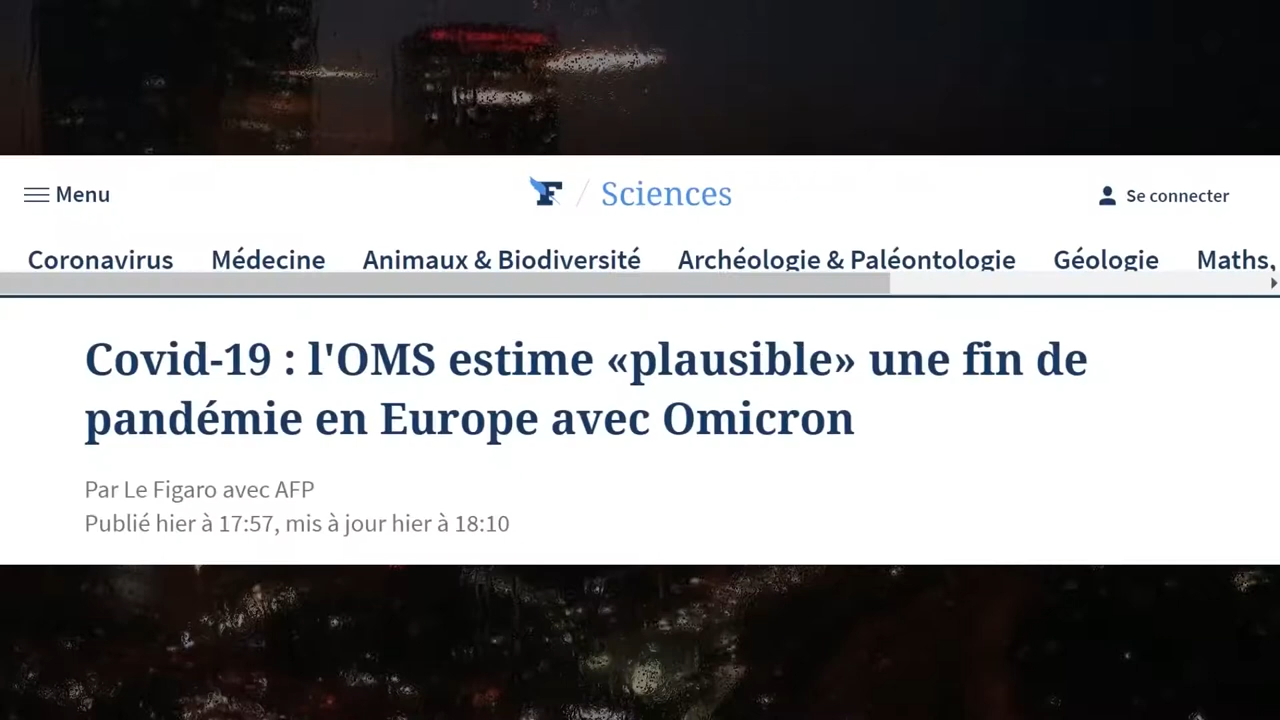 Menu
F / Sciences
Se connecter
Coronavirus Médecine Animaux & Biodiversité Archéologie & Paléontologie Géologie Maths,
Covid-19 : l'OMS estime «plausible» une fin de
pandémie en Europe avec Omicron
Par Le Figaro avec AFP
Publié hier à 17:57, mis à jour hier à 18:10